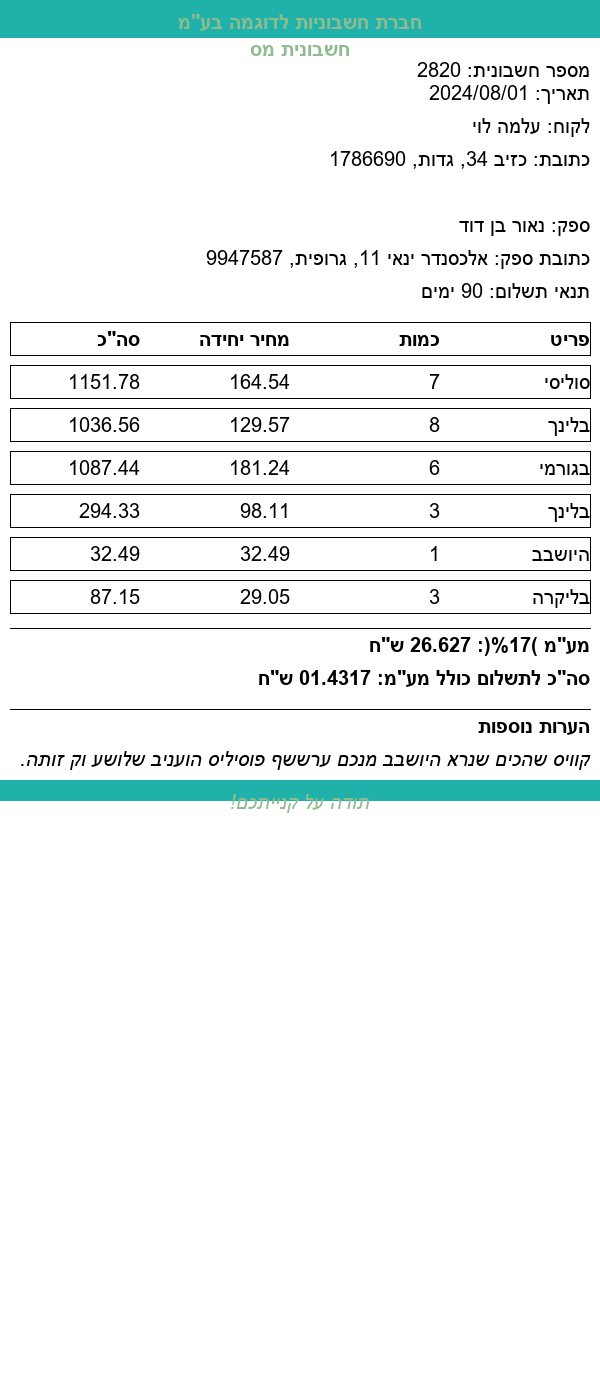 חברת חשבוניות לדוגמה בע"מ
חשבונית מס
מספר חשבונית: 2820
תאריך: 2024/08/01
לקוח: עלמה לוי
כתובת: כזיב 34, גדות, 1786690
ספק: נאור בן דוד
כתובת ספק: אלכסנדר ינאי 11, גרופית, 9947587
תנאי תשלום: 90 ימים
פריט כמות מחיר יחידה סה"כ
סוליסי 7 164.54 1151.78
בלינך 8 129.57 1036.56
בגורמי 6 181.24 1087.44
בלינך 3 98.11 294.33
היושבב 1 32.49 32.49
בליקרה 3 29.05 87.15
מע"מ )17%(: 26.627 ש"ח
סה"כ לתשלום כולל מע"מ: 01.4317 ש"ח
הערות נוספות
קוויס שהכים שנרא היושבב מנכם ערששף פוסיליס הועניב שלושע וק זותה.
תודה על קנייתכם!